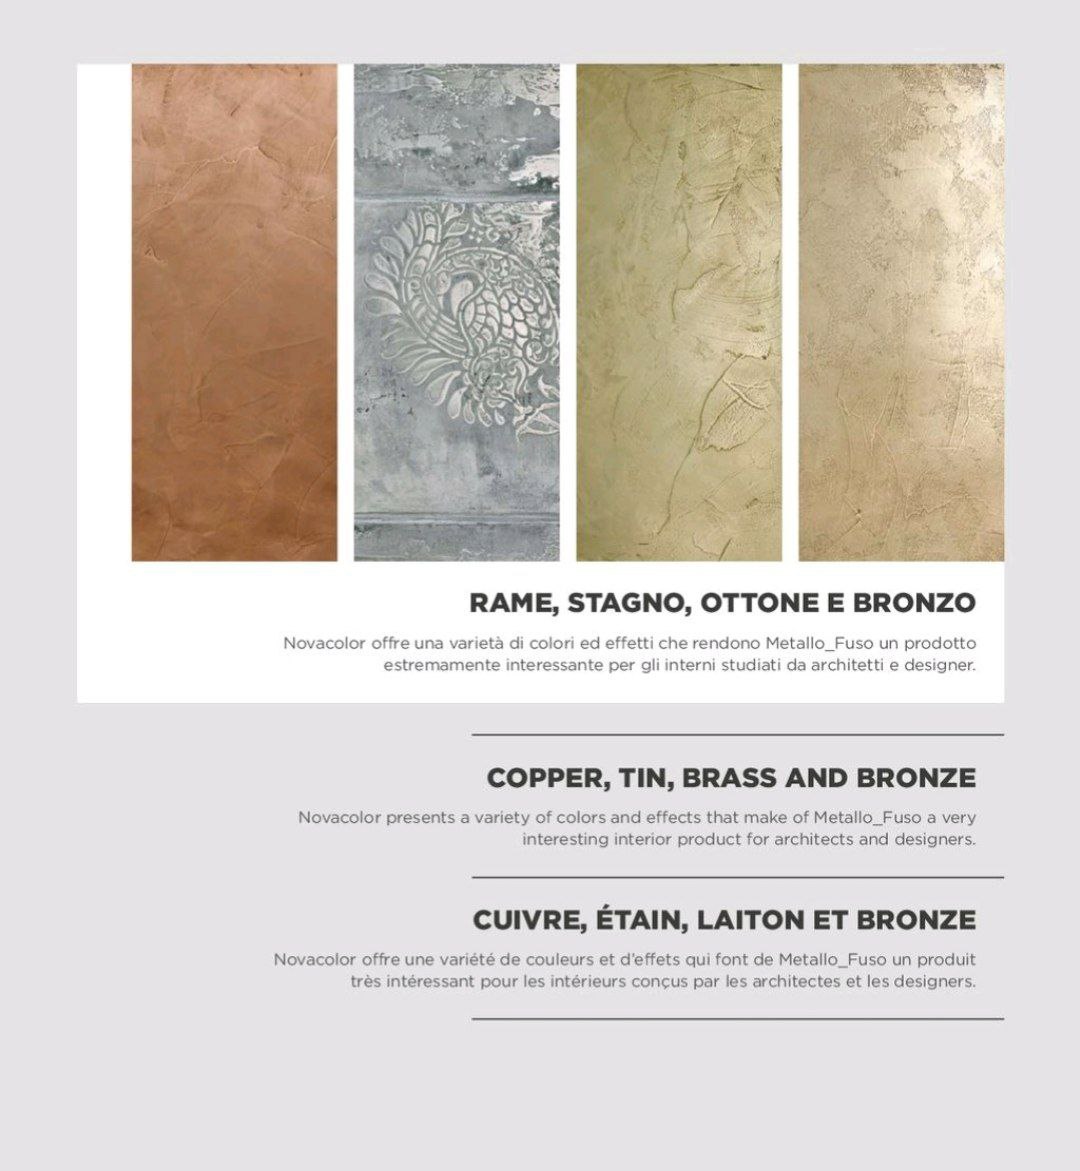 RAME, STAGNO, OTTONE E BRONZO
Novacolor offre una varietà di colori ed effetti che rendono Metallo_Fuso un prodotto
estremamente interessante per gli interni studiati da architetti e designer.
COPPER, TIN, BRASS AND BRONZE
Novacolor presents a variety of colors and effects that make of Metallo_Fuso a very
interesting interior product for architects and designers.
CUIVRE, ÉTAIN, LAITON ET BRONZE
Novacolor offre une variété de couleurs et d'effets qui font de Metallo_Fuso un produit
très intéressant pour les intérieurs conçus par les architectes et les designers.